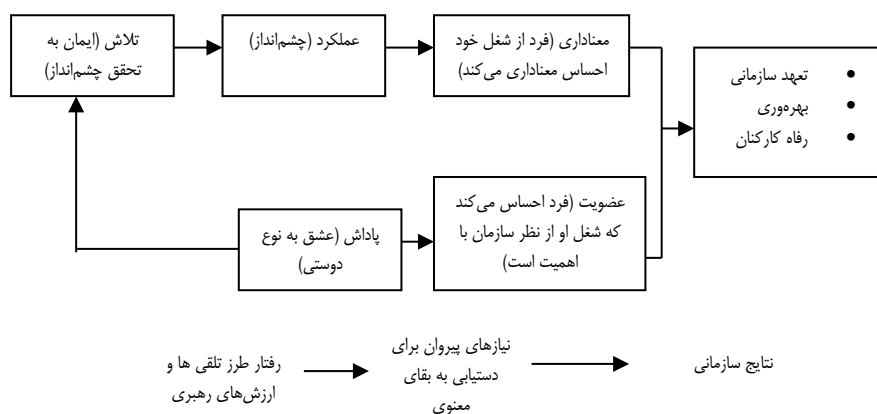 تلاش (ایمان به
تحقق چشم‌انداز)
عملکرد (چشم‌انداز)
معناداری (فرد از شغل خود
احساس معناداری می‌کند)
• تعهد سازمانی
• بهره‌وری
• رفاه کارکنان
پاداش (عشق به نوع
دوستی)
عضویت (فرد احساس می‌کند
که شغل او از نظر سازمان با
اهمیت است)
رفتار طرز تلقی ها و
ارزش‌های رهبری
نیازهای پیروان برای
دستیابی به بقای
معنوی
نتایج سازمانی